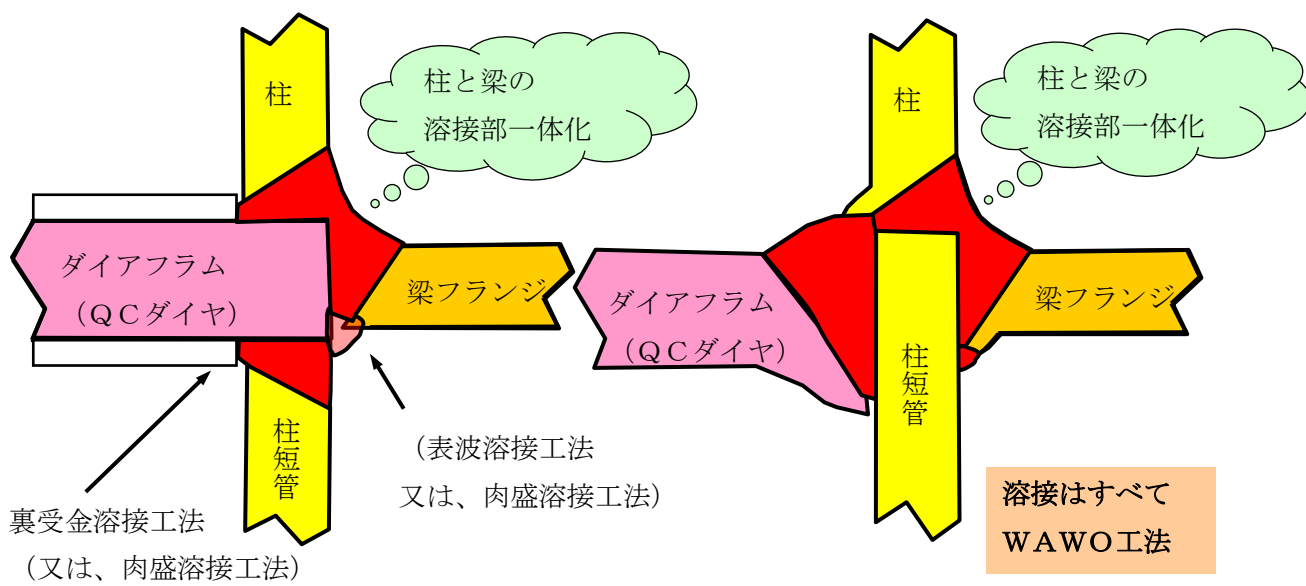 柱
柱と梁の
溶接部一体化
ダイアフラム
（ＱＣダイヤ）
梁フランジ
柱短管
裏受金溶接工法
（又は、肉盛溶接工法）
（表波溶接工法
又は、肉盛溶接工法）
柱
柱と梁の
溶接部一体化
ダイアフラム
（ＱＣダイヤ）
梁フランジ
柱短管
溶接はすべて
ＷＡＷＯ工法